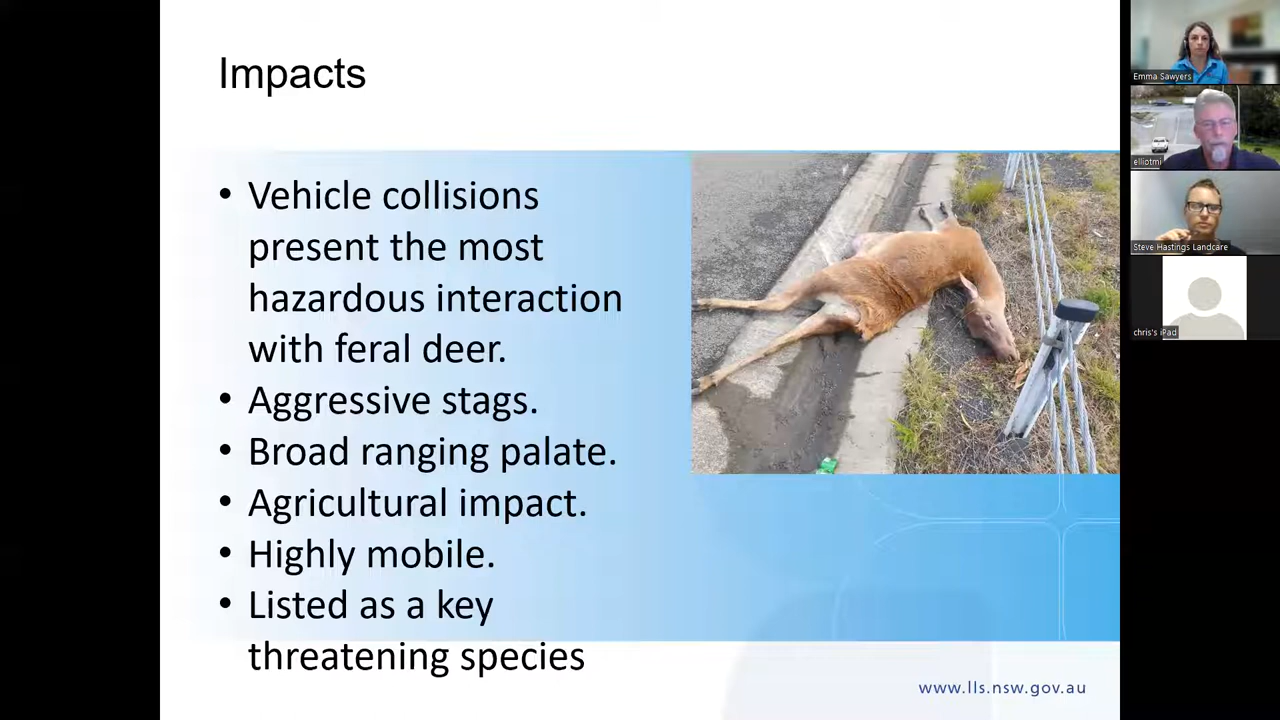 Impacts
• Vehicle collisions
present the most
hazardous interaction
with feral deer.
• Aggressive stags.
• Broad ranging palate.
• Agricultural impact.
• Highly mobile.
• Listed as a key
threatening species
www.lls.nsw.gov.au
Emma Sawyers
elliotmi
Steve Hastings Landcare
chris's iPad